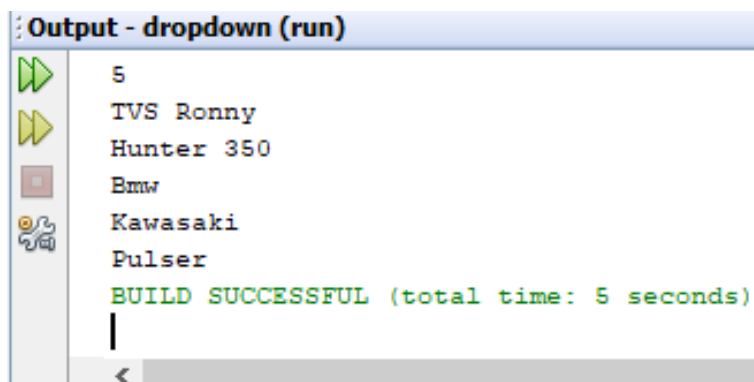 Output - dropdown (run)
5
TVS Ronny
Hunter 350
Bmw
Kawasaki
Pulser
BUILD SUCCESSFUL (total time: 5 seconds)